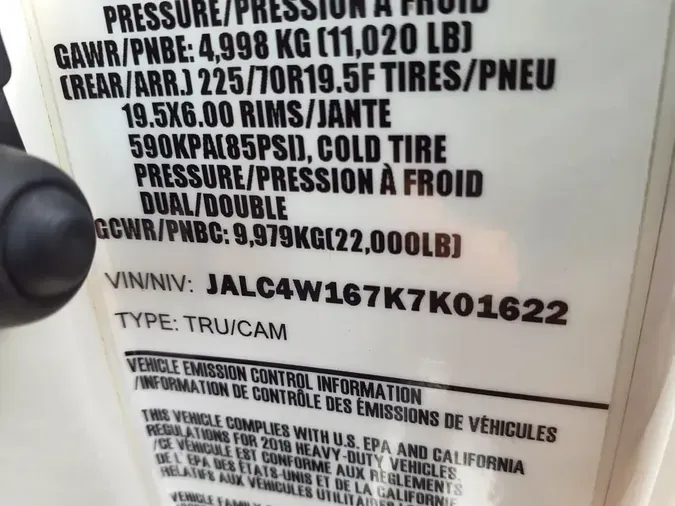 PRESSURE/PRESSION À FROID
GAWR/PNBE: 4,998 KG (11,020 LB)
(REAR/ARR.) 225/70R19.5F TIRES/PNEU
19.5X6.00 RIMS/JANTE
590KPA(85PSI), COLD TIRE
PRESSURE/PRESSION À FROID
DUAL/DOUBLE
GCWR/PNBC: 9,979KG(22,000LB)
VIN/NIV: JALC4W167K7K01622
TYPE: TRU/CAM
VEHICLE EMISSION CONTROL INFORMATION
/INFORMATION DE CONTRÔLE DES ÉMISSIONS DE VÉHICULES
THIS VEHICLE COMPLIES WITH U.S. EPA AND CALIFORNIA
REGULATIONS FOR 2019 HEAVY-DUTY VEHICLES.
/CE VÉHICULE EST CONFORME AUX RÈGLEMENTS
DE L' EPA DES ÉTATS-UNIS ET DE LA CALIFORNIE
RELATIFS AUX VÉHICULES UTILITAIRES LO
VEHICLE FAMILY